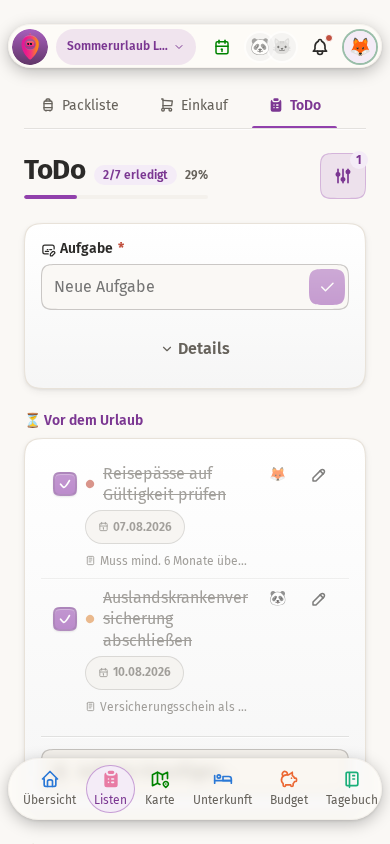 Sommerurlaub L...
Packliste
Einkauf
ToDo
ToDo
2/7 erledigt
29%
1
Aufgabe *
Neue Aufgabe
Details
Vor dem Urlaub
Reisepässe auf
Gültigkeit prüfen
07.08.2026
Muss mind. 6 Monate übe...
Auslandskrankenver
sicherung
abschließen
10.08.2026
Versicherungsschein als ...
Übersicht
Listen
Karte
Unterkunft
Budget
Tagebuch